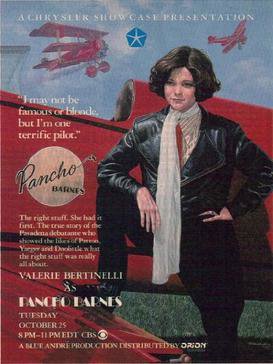 A CHRYSLER SHOWCASE PRESENTATION
"I may not be
famous or blonde,
but I'm one
terrific pilot."
Pancho
BARNES
The right stuff. She had it
first. The true story of the
Pasadena debutante who
showed the likes of Patton,
Yeager and Doolittle what
the right stuff was really
all about.
VALERIE BERTINELLI
AS
PANCHO BARNES
TUESDAY
OCTOBER 25
8 PM–11 PM EDT CBS
A BLUE ANDRÉ PRODUCTION DISTRIBUTED BY ORION